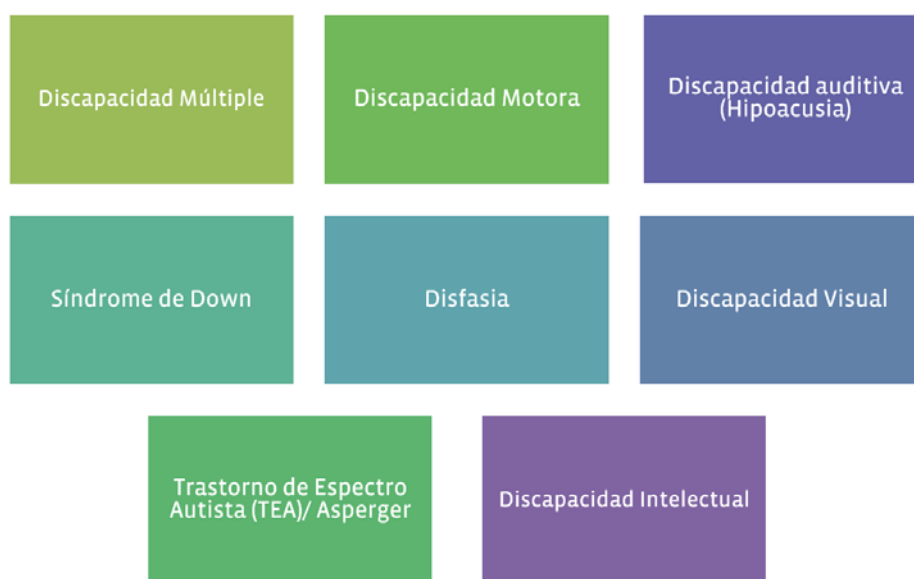 Discapacidad Múltiple
Discapacidad Motora
Discapacidad auditiva
(Hipoacusia)
Síndrome de Down
Disfasia
Discapacidad Visual
Trastorno de Espectro
Autista (TEA)/ Asperger
Discapacidad Intelectual